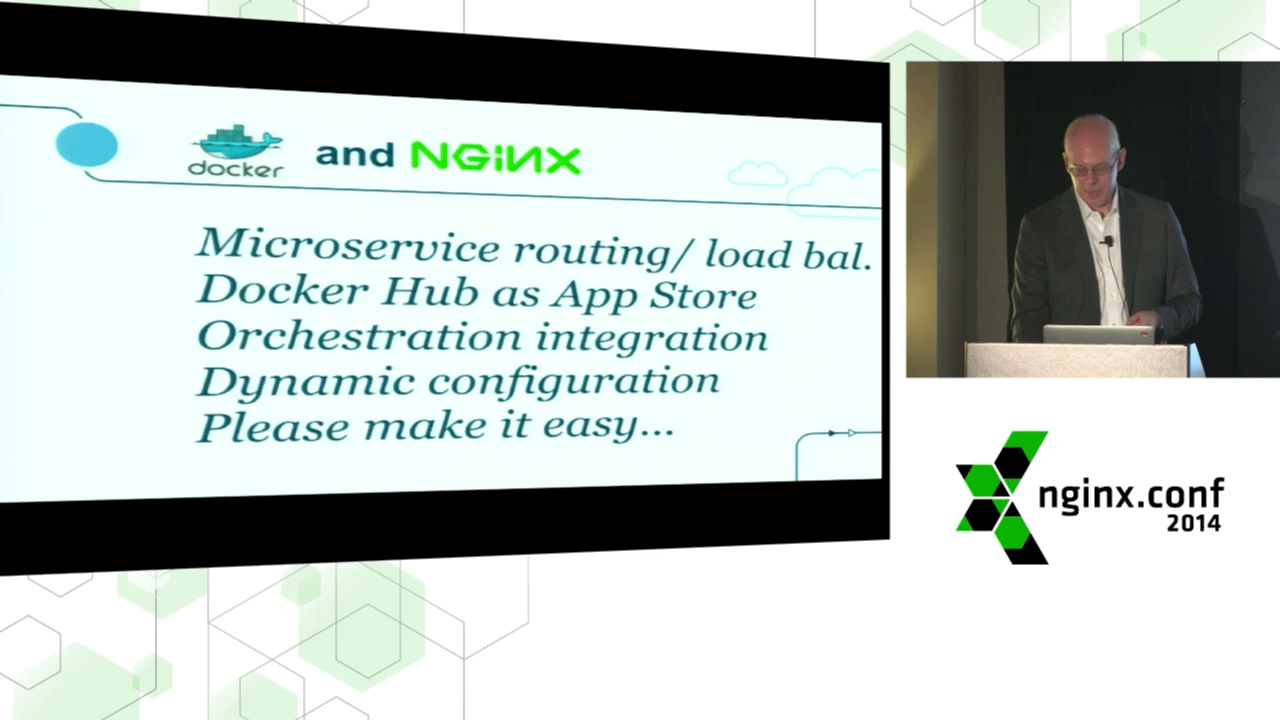 docker and NGiNX
Microservice routing/ load bal.
Docker Hub as App Store
Orchestration integration
Dynamic configuration
Please make it easy...
nginx.conf
2014